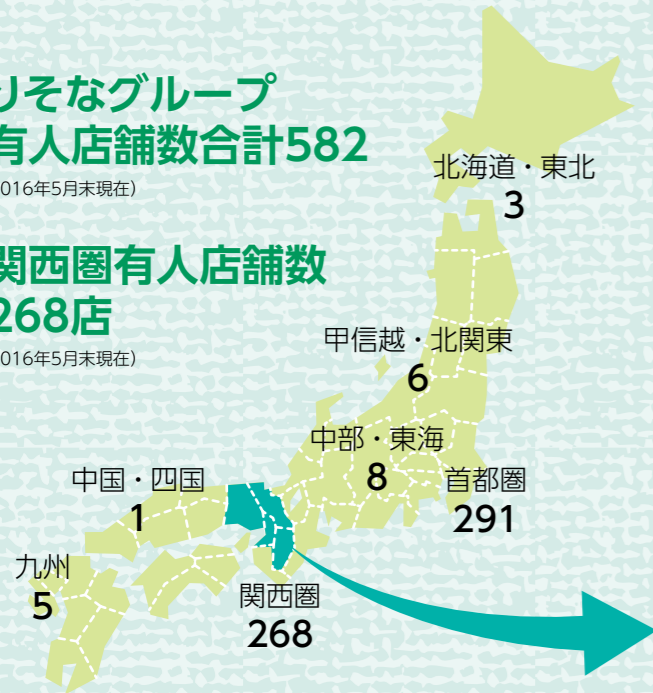 りそなグループ
有人店舗数合計582
2016年5月末現在）
関西圏有人店舗数
268店
2016年5月末現在）
北海道・東北
3
甲信越・北関東
6
中部・東海
8
首都圏
291
中国・四国
1
九州
5
関西圏
268